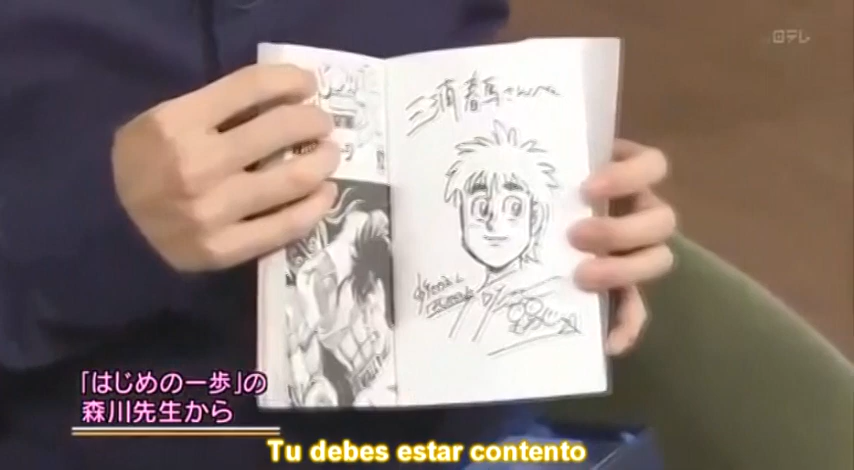 日テレ
三浦春馬さんへ
「はじめの一歩」の
森川先生から
Tu debes estar contento